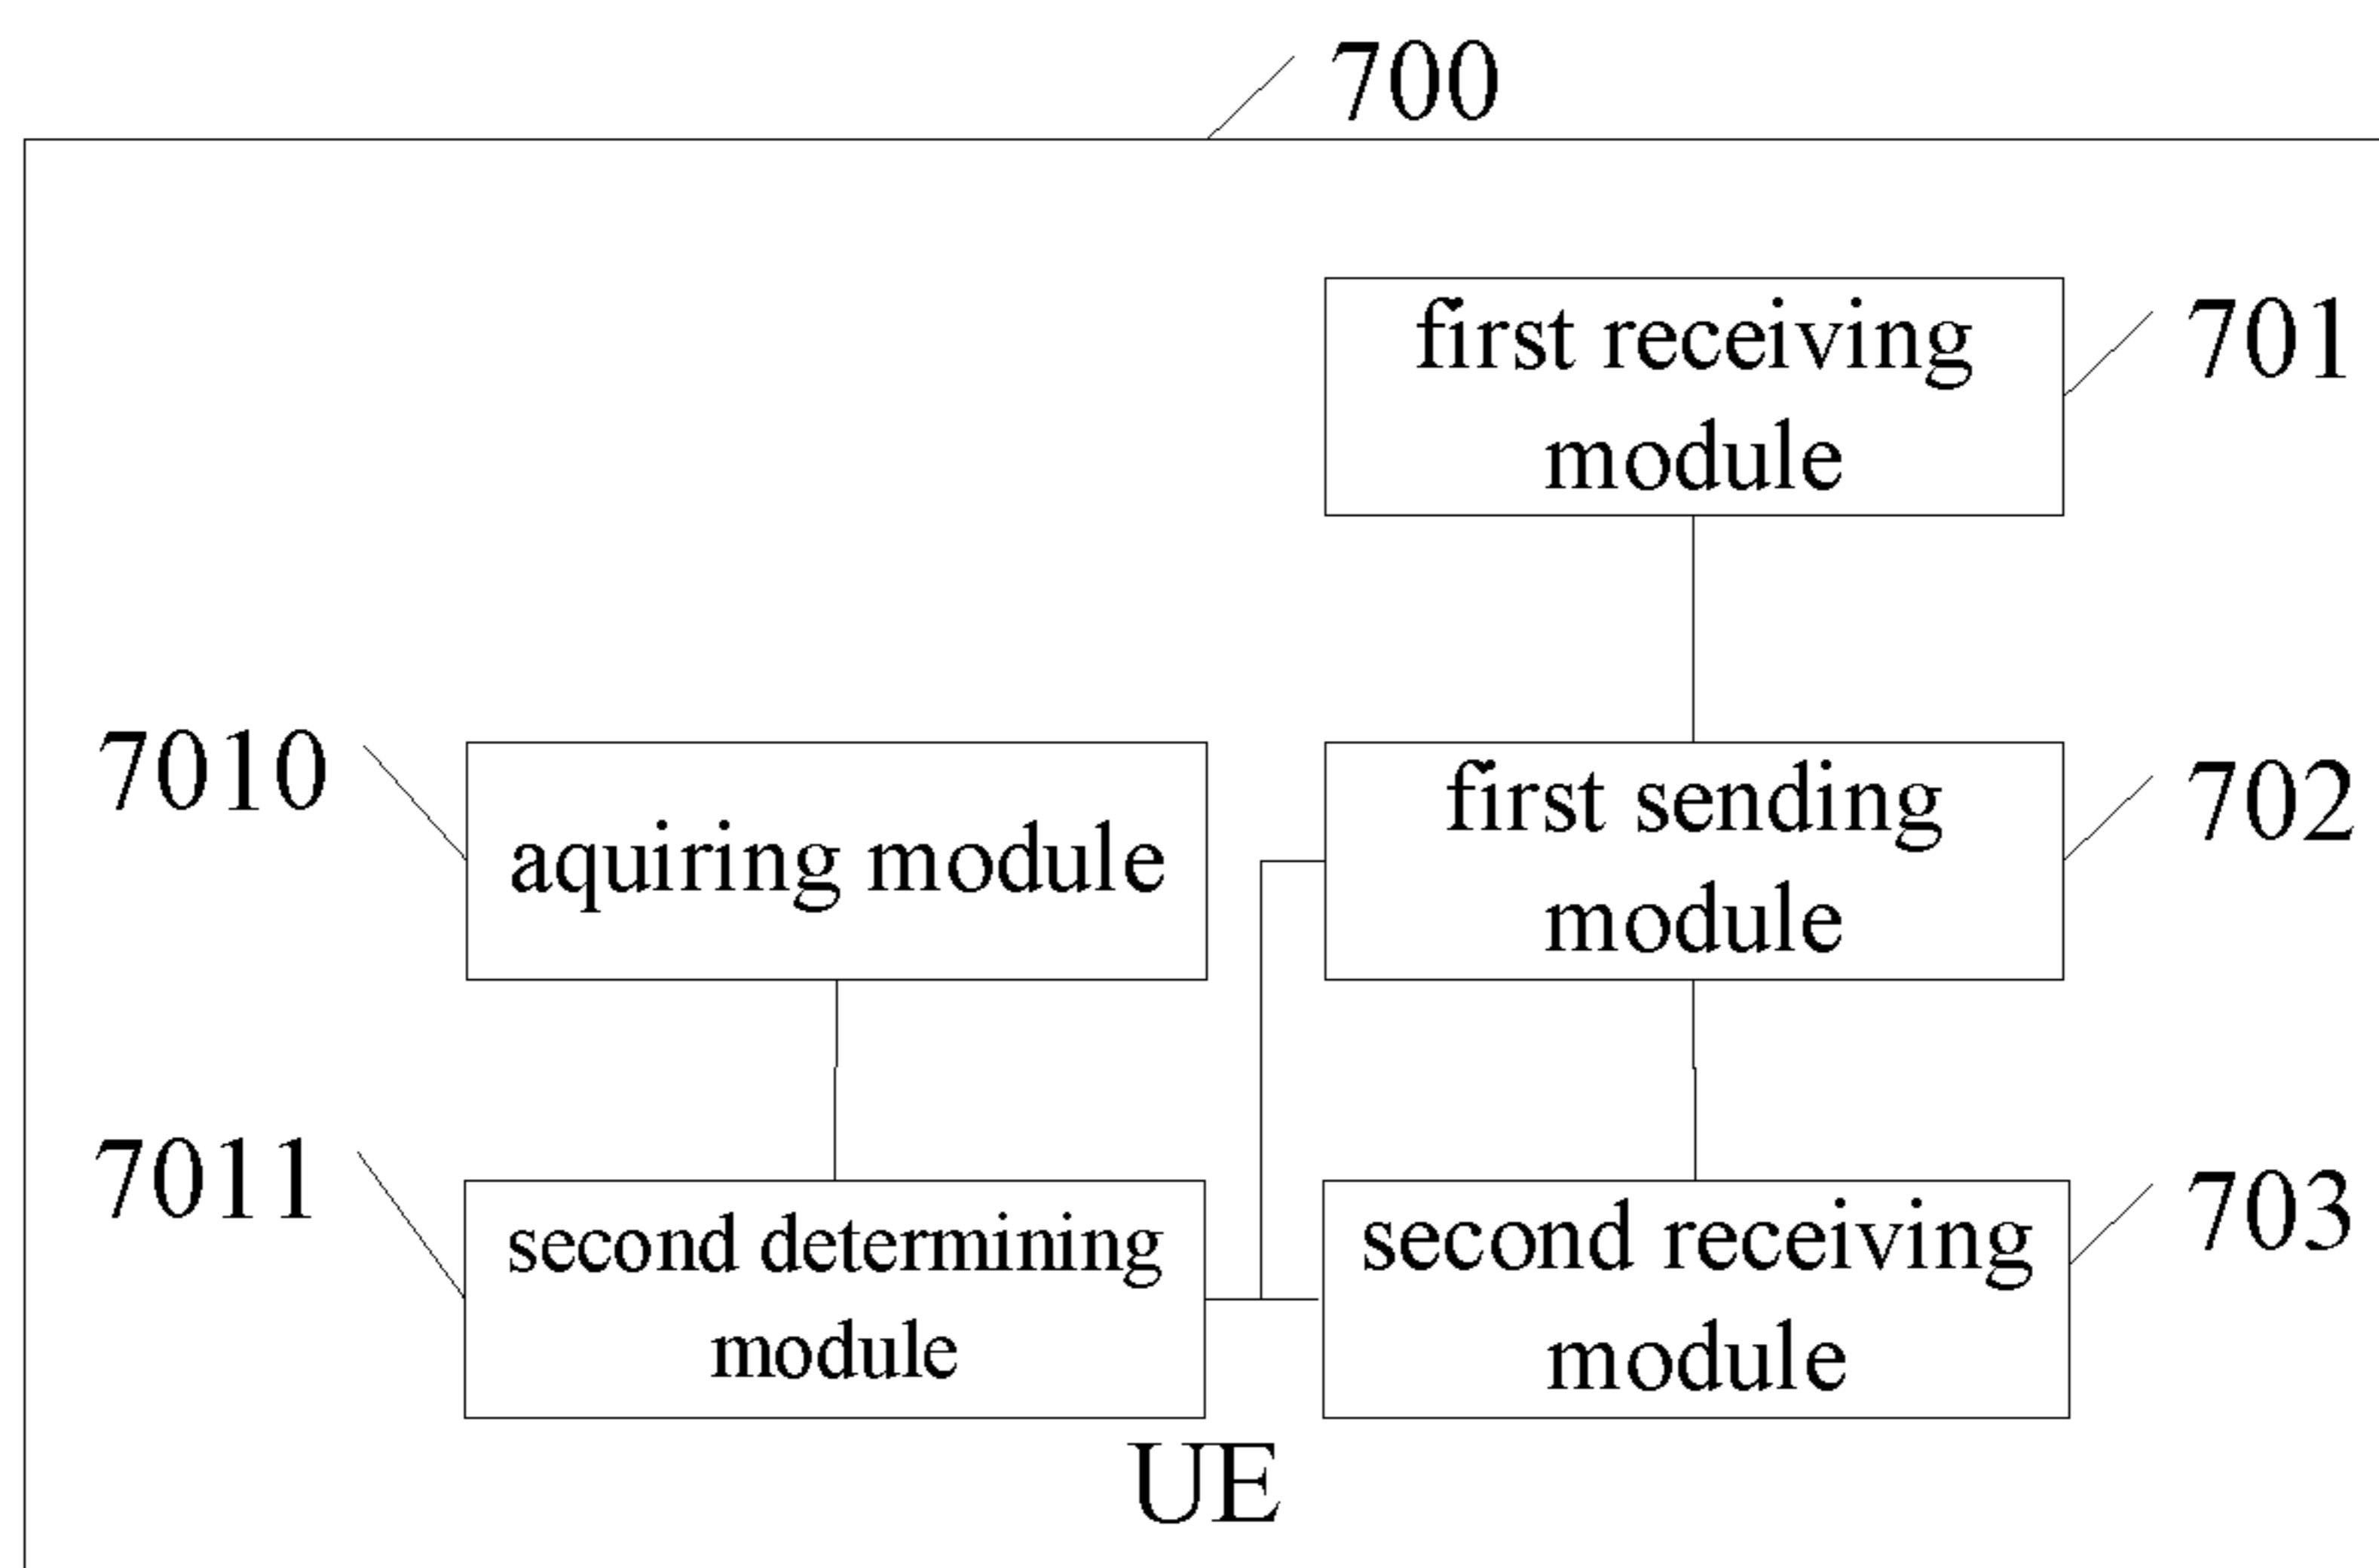 700
first receiving
module
701
7010
aquiring module
first sending
module
702
7011
second determining
module
second receiving
module
703
UE